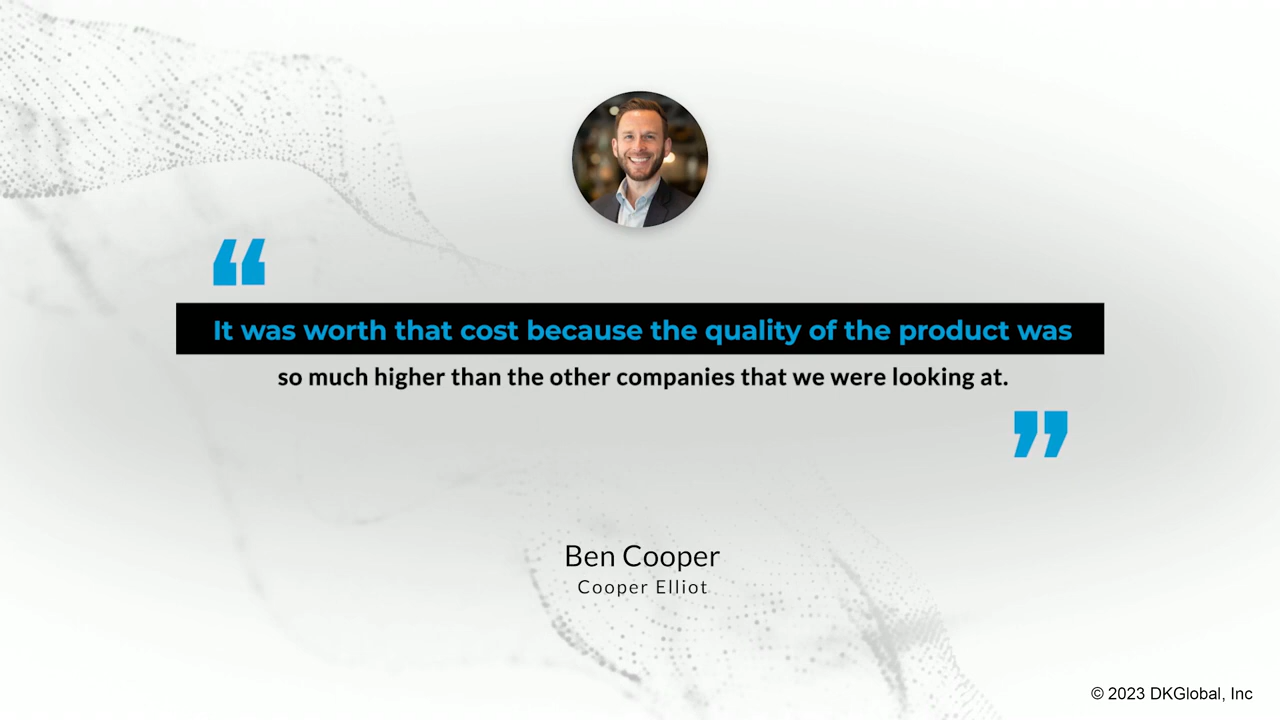 “
It was worth that cost because the quality of the product was
so much higher than the other companies that we were looking at.
”
Ben Cooper
Cooper Elliot
© 2023 DKGlobal, Inc